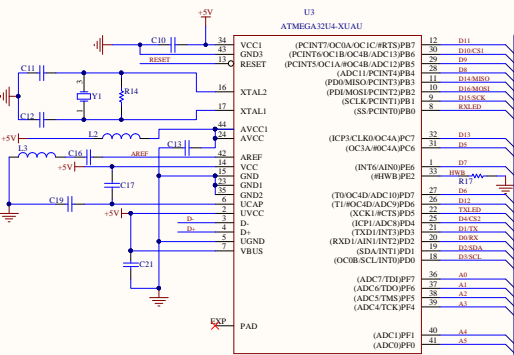 U3
ATMEGA32U4-XUAU
+5V
C10
34 VCC1 (PCINT7/OC0A/OC1C/#RTS)PB7 12 D11
43 GND3 (PCINT6/OC1B/OC4B/ADC13)PB6 30 D10/CS1
RESET 13 RESET (PCINT5/OC1A/#OC4B/ADC12)PB5 29 D9
C11 (ADC11/PCINT4)PB4 28 D8
(PD0/MISO/PCINT3)PB3 11 D14/MISO
3 Y1 1 R14 16 XTAL2 (PDI/MOSI/PCINT2)PB2 10 D16/MOSI
(SCLK/PCINT1)PB1 9 D15/SCK
C12 17 XTAL1 (SS/PCINT0)PB0 8 RXLED
44 AVCC1
+5V L2 C13 24 AVCC (ICP3/CLK0/OC4A)PC7 32 D13
(OC3A/#OC4A)PC6 31 D5
L3 C16 AREF 42 AREF
+5V 14 VCC (INT6/AIN0)PE6 1 D7
15 GND (#HWB)PE2 33 HWB R17
C17 23 GND1
35 GND2 (T0/OC4D/ADC10)PD7 27 D6
C19 6 UCAP (T1/#OC4D/ADC9)PD6 26 D12
+5V 2 UVCC (XCK1/#CTS)PD5 22 TXLED
D- 3 D- (ICP1/ADC8)PD4 25 D4/CS2
D+ 4 D+ (TXD1/INT3)PD3 21 D1/TX
5 UGND (RXD1/AIN1/INT2)PD2 20 D0/RX
7 VBUS (SDA/INT1)PD1 19 D2/SDA
C21 (OC0B/SCL/INT0)PD0 18 D3/SCL
(ADC7/TDI)PF7 36 A0
(ADC6/TDO)PF6 37 A1
(ADC5/TMS)PF5 38 A2
(ADC4/TCK)PF4 39 A3
EXP PAD
(ADC1)PF1 40 A4
(ADC0)PF0 41 A5